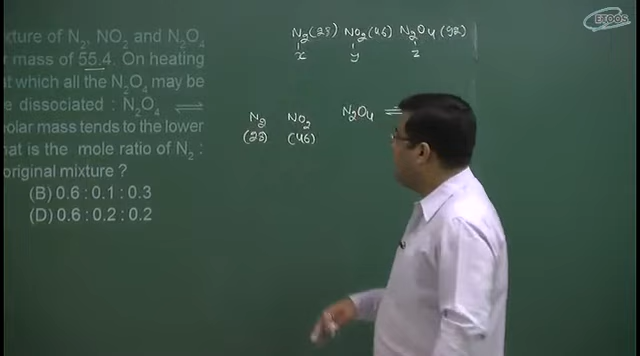 xture of N2, NO2 and N2O4
r mass of 55.4. On heating
at which all the N2O4 may be
e dissociated : N2O4 ⇌
olar mass tends to the lower
hat is the mole ratio of N2 :
original mixture ?
(B) 0.6 : 0.1 : 0.3
(D) 0.6 : 0.2 : 0.2
N2(28) NO2(46) N2O4(92)
x y z
N2 NO2 N2O4 ⇌
(28) (46)
ETOOS